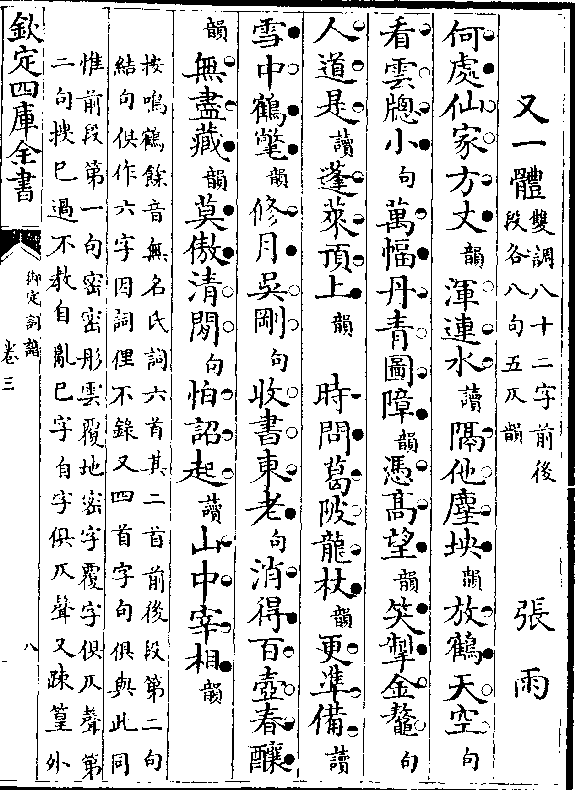 又一體 雙調八十二字前後段各八句五仄韻 張雨
何處仙家方丈韻渾連水讀隔他塵坱韻放鶴天空句
看雲牕小句萬幅丹青圖障韻憑高望韻笑掣金鼇句
人道是讀蓬萊頂上韻 時問葛陂龍杖韻更準備讀
雪中鶴氅韻修月吳剛句收書東老句消得百壺春釀
韻無盡藏韻莫傲清閒句怕詔起讀山中宰相韻
按鳴鶴餘音無名氏詞六首其二首前後段第二句
結句俱作六字因詞俚不錄又四首字句俱與此同
惟前段第一句密密彤雲覆地密字覆字俱仄聲第
二句搜巳過不教自亂巳字自字俱仄聲又踈篁外
欽定四庫全書 御定詞譜 卷三 八